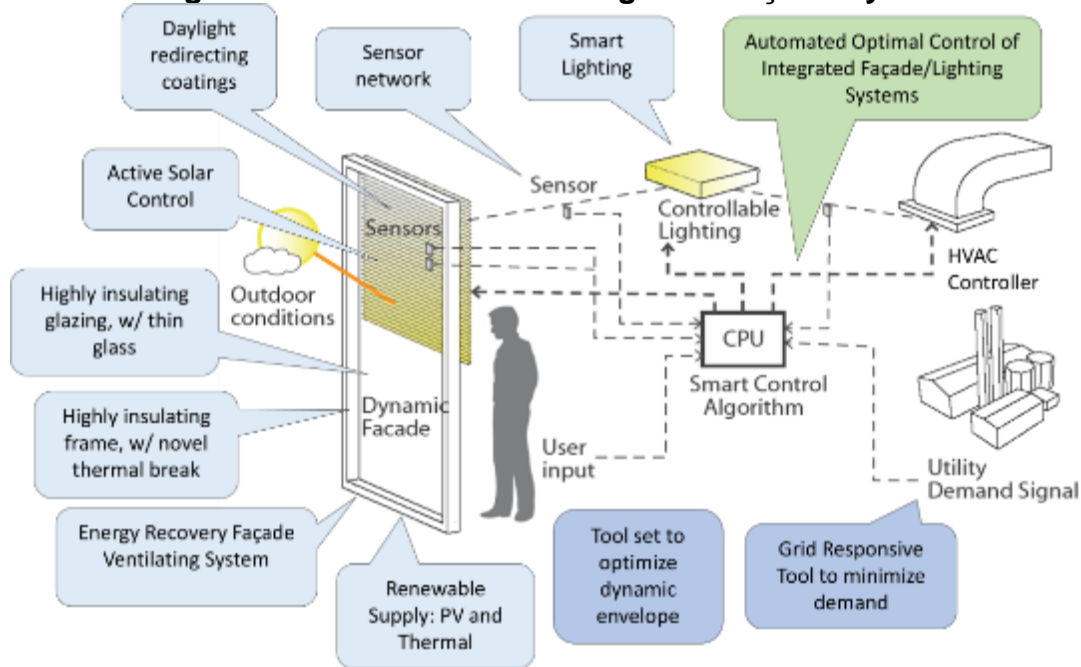 Daylight
redirecting
coatings
Sensor
network
Smart
Lighting
Automated Optimal Control of
Integrated Façade/Lighting
Systems
Active Solar
Control
Sensors
Sensor
Controllable
Lighting
HVAC
Controller
Outdoor
conditions
Highly insulating
glazing, w/ thin
glass
CPU
Smart Control
Algorithm
Highly insulating
frame, w/ novel
thermal break
Dynamic
Facade
User
input
Utility
Demand Signal
Energy Recovery Façade
Ventilating System
Renewable
Supply: PV and
Thermal
Tool set to
optimize
dynamic
envelope
Grid Responsive
Tool to minimize
demand